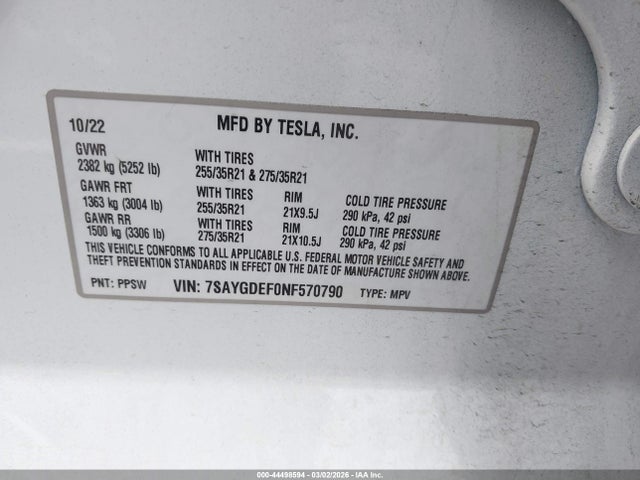 10/22 MFD BY TESLA, INC.
GVWR
2382 kg (5252 lb)
WITH TIRES
255/35R21 & 275/35R21
GAWR FRT
1363 kg (3004 lb)
WITH TIRES
255/35R21
RIM
21X9.5J
COLD TIRE PRESSURE
290 kPa, 42 psi
GAWR RR
1500 kg (3306 lb)
WITH TIRES
275/35R21
RIM
21X10.5J
COLD TIRE PRESSURE
290 kPa, 42 psi
THIS VEHICLE CONFORMS TO ALL APPLICABLE U.S. FEDERAL MOTOR VEHICLE SAFETY AND
THEFT PREVENTION STANDARDS IN EFFECT ON THE DATE OF MANUFACTURE SHOWN ABOVE.
PNT: PPSW VIN: 7SAYGDEF0NF570790 TYPE: MPV
000-44498594 | 03/02/2026 | IAA Inc.